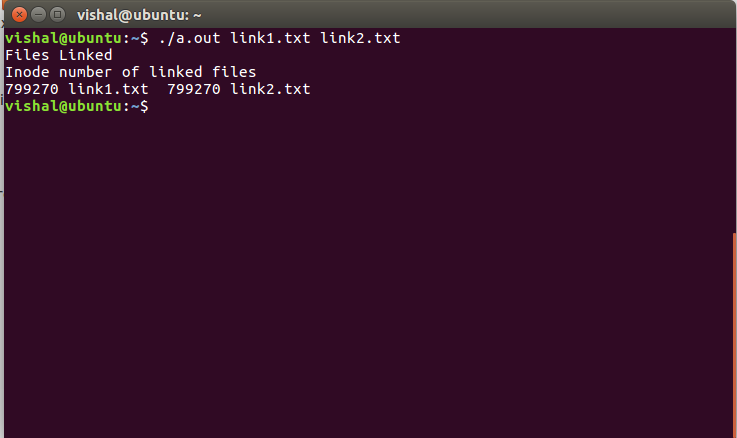 vishal@ubuntu: ~
vishal@ubuntu:~$ ./a.out link1.txt link2.txt
Files Linked
Inode number of linked files
799270 link1.txt  799270 link2.txt
vishal@ubuntu:~$